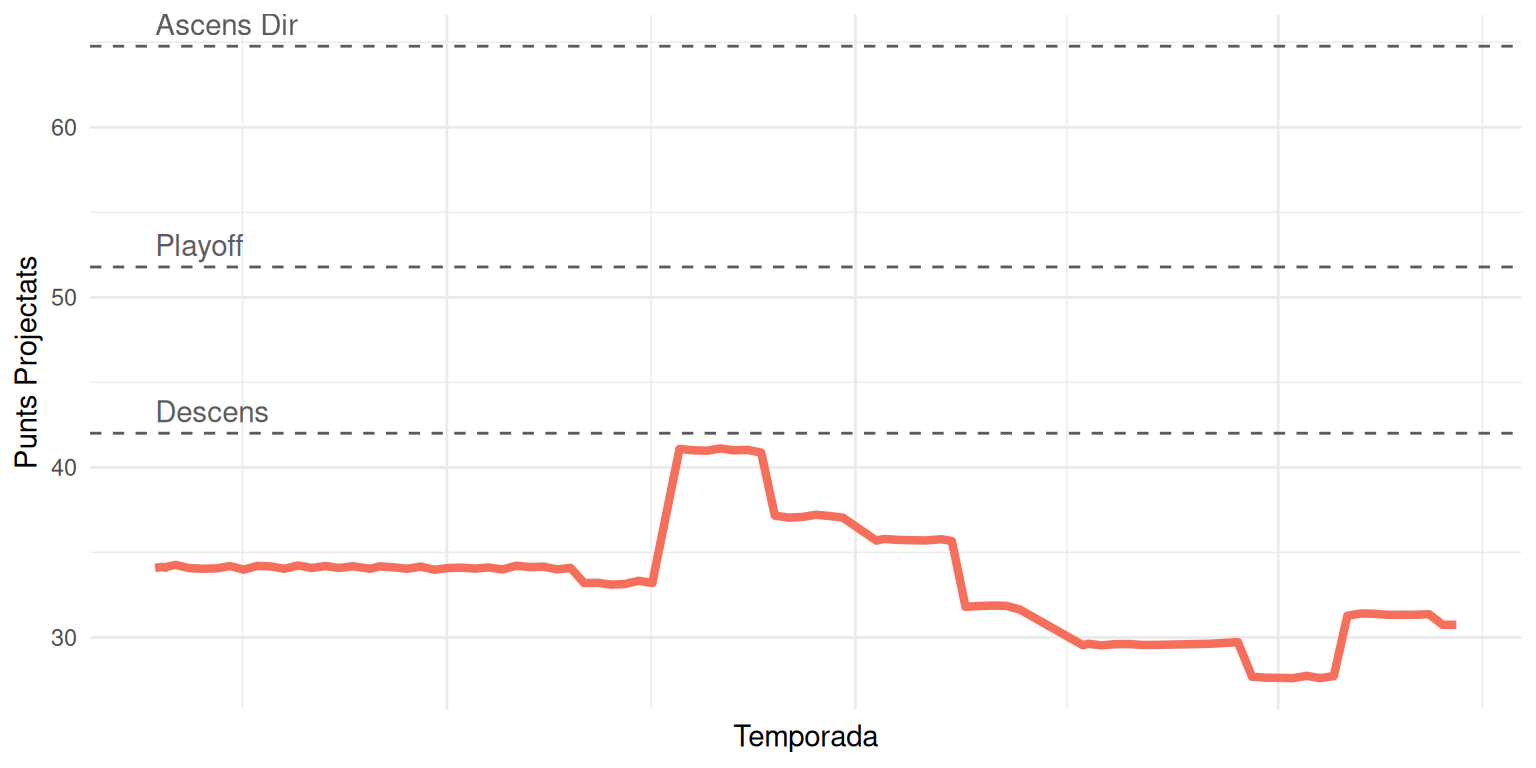 Ascens Dir
60
Playoff
50
Descens
40
30
Punts Projectats
Temporada